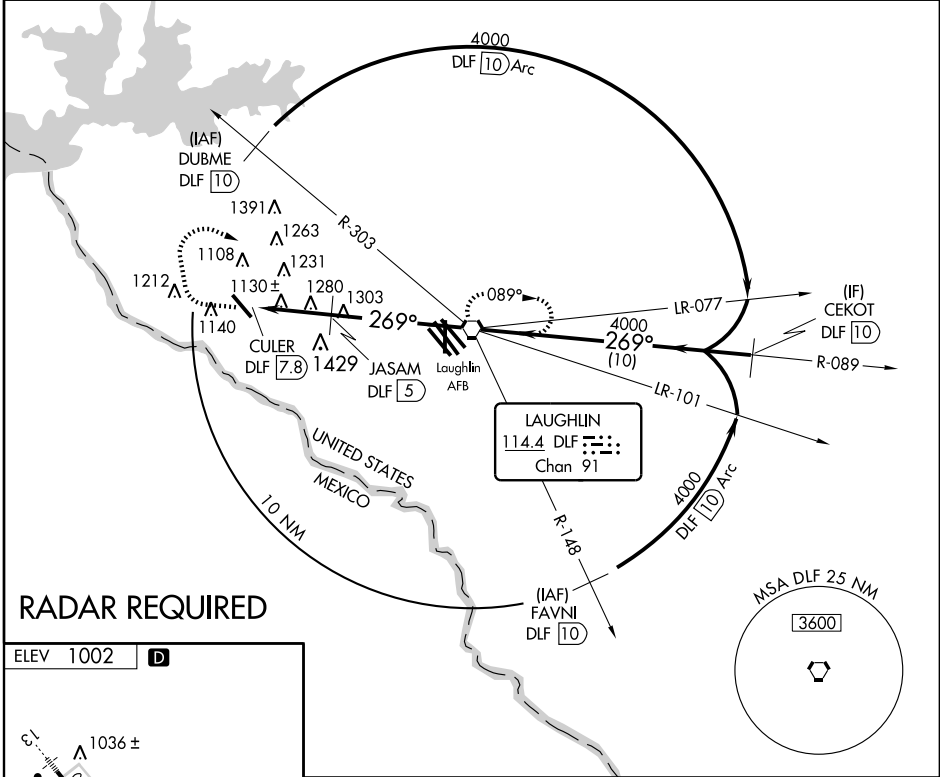 4000
DLF 10 Arc
(IAF)
DUBME
DLF 10
1391
1263
R-303
1108
1231
1212
1130 ±
1280
1303
1140
269°
089°
LR-077
(IF)
CEKOT
DLF 10
4000
269°
(10)
R-089
CULER
DLF 7.8
1429
JASAM
DLF 5
Laughlin
AFB
LR-101
LAUGHLIN
114.4 DLF
Chan 91
UNITED STATES
MEXICO
4000
DLF 10 Arc
10 NM
R-148
(IAF)
FAVNI
DLF 10
RADAR REQUIRED
MSA DLF 25 NM
3600
ELEV 1002 D
13
1036 ±